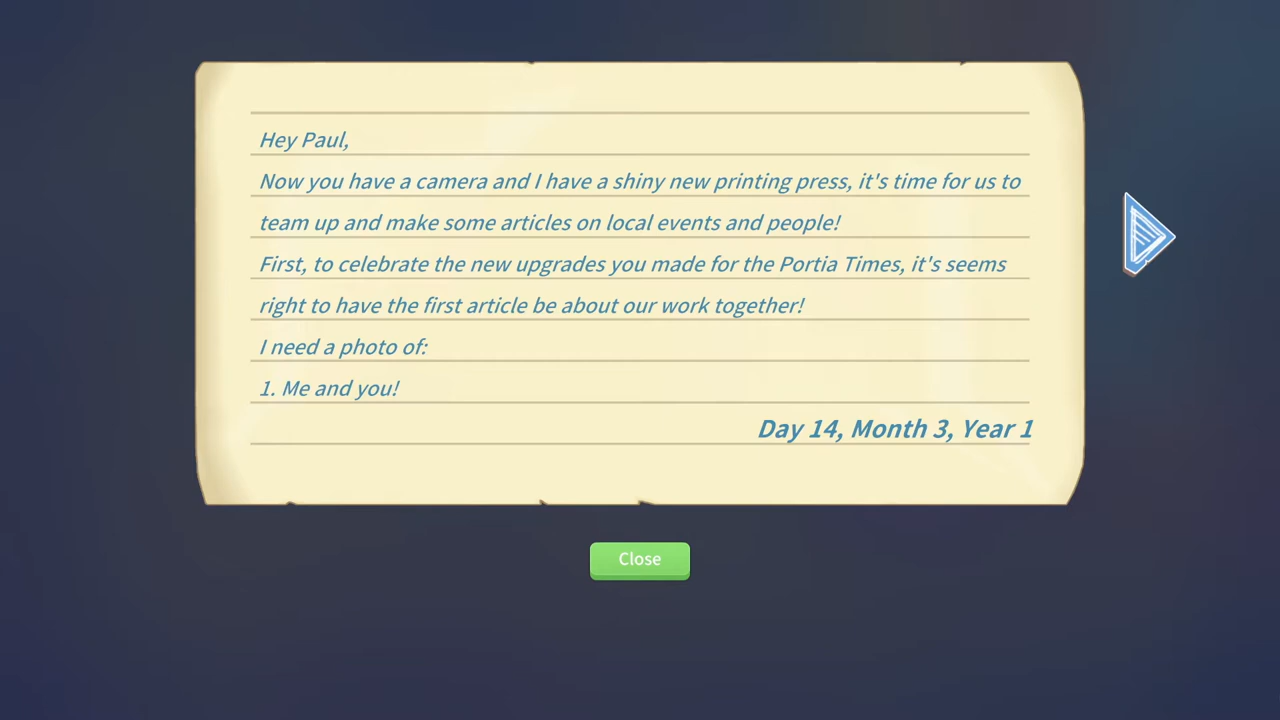 Hey Paul,
Now you have a camera and I have a shiny new printing press, it's time for us to
team up and make some articles on local events and people!
First, to celebrate the new upgrades you made for the Portia Times, it's seems
right to have the first article be about our work together!
I need a photo of:
1. Me and you!
Day 14, Month 3, Year 1
Close